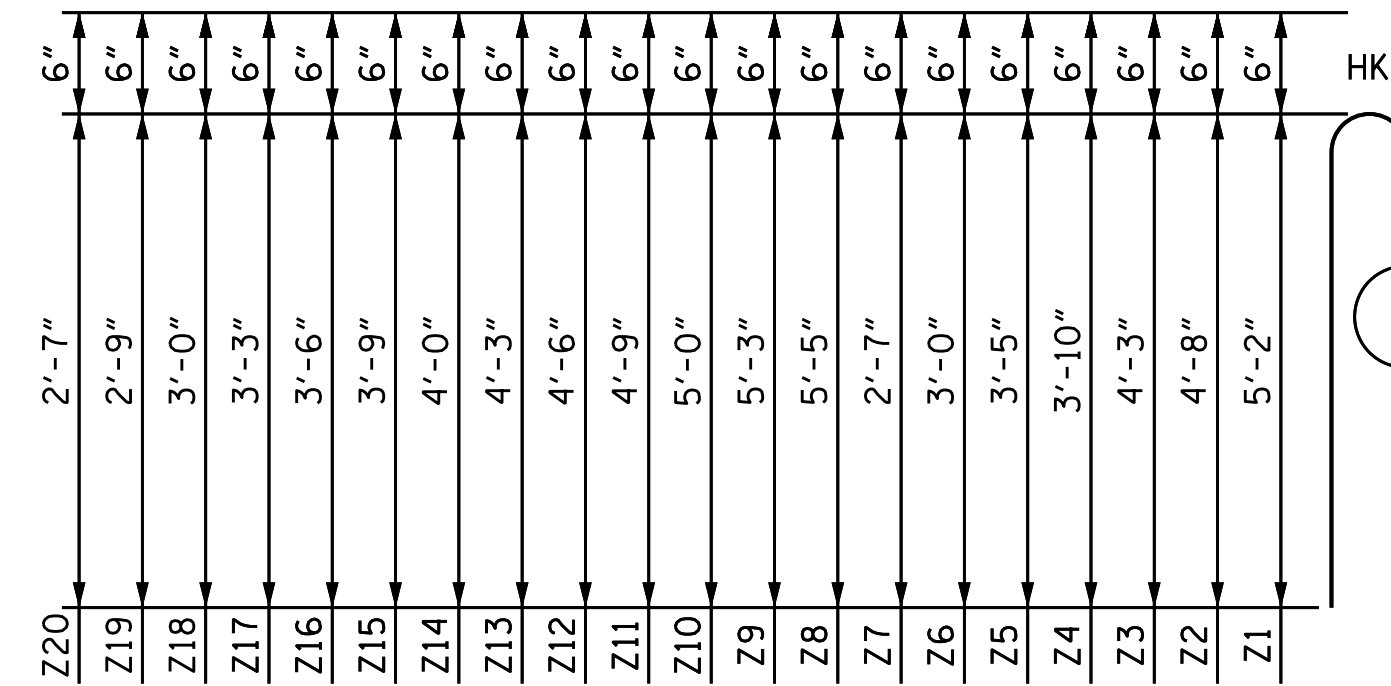 6" 6" 6" 6" 6" 6" 6" 6" 6" 6" 6" 6" 6" 6" 6" 6" 6" 6" 6" 6" HK
2'-7" 2'-9" 3'-0" 3'-3" 3'-6" 3'-9" 4'-0" 4'-3" 4'-6" 4'-9" 5'-0" 5'-3" 5'-5" 2'-7" 3'-0" 3'-5" 3'-10" 4'-3" 4'-8" 5'-2"
Z20 Z19 Z18 Z17 Z16 Z15 Z14 Z13 Z12 Z11 Z10 Z9 Z8 Z7 Z6 Z5 Z4 Z3 Z2 Z1